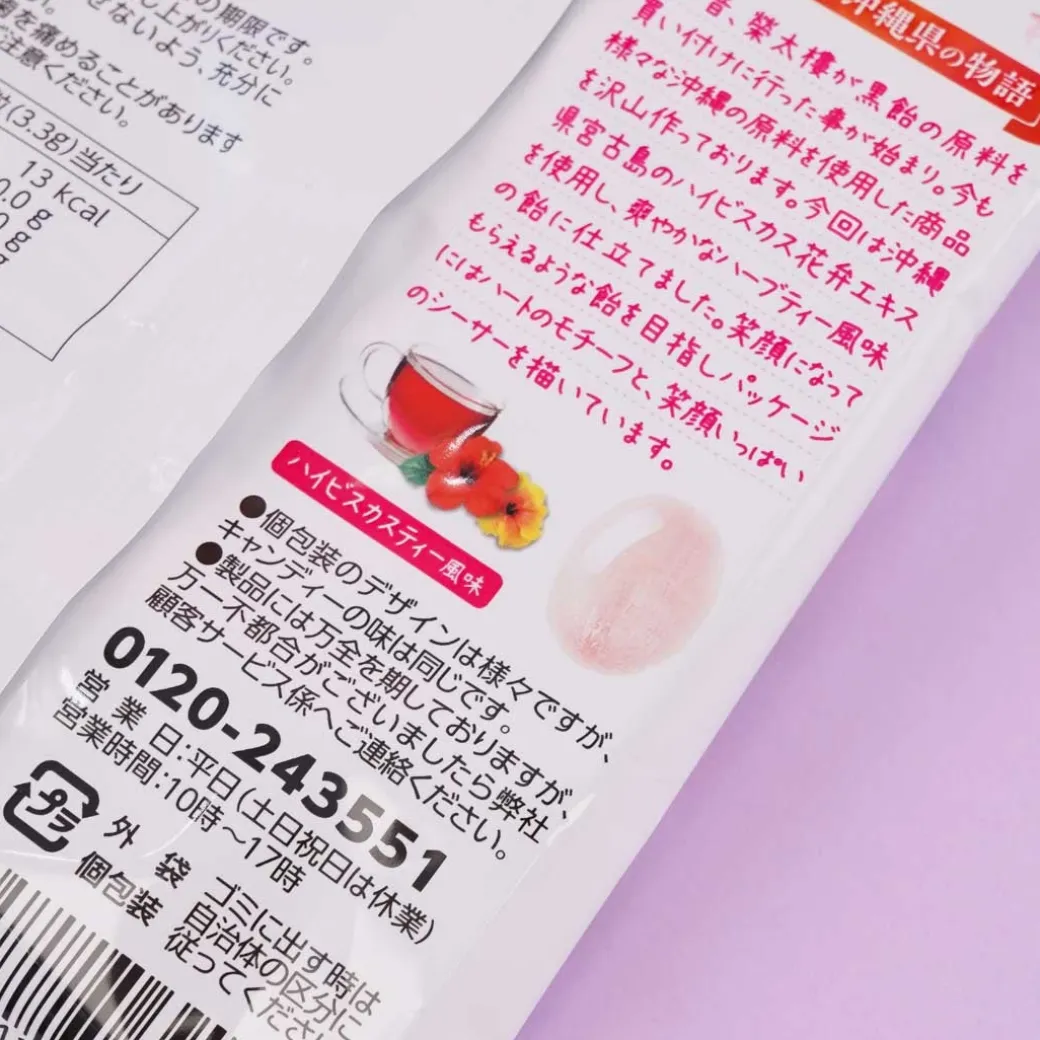 の期限です。
し上がりください。
せないよう、充分に
歯を痛めることがあります
ご注意ください。
(3.3g)当たり
13 kcal
0.0 g
0 g
g
沖縄県の物語
昔、榮太樓が黒飴の原料を
買い付けに行った事が始まり。今も
様々な沖縄の原料を使用した商品
を沢山作っております。今回は沖縄
県宮古島のハイビスカス花弁エキス
を使用し、爽やかなハーブティー風味
の飴に仕立てました。笑顔になって
もらえるような飴を目指しパッケージ
にはハートのモチーフと、笑顔いっぱい
のシーサーを描いています。
ハイビスカスティー風味
●個包装のデザインは様々ですが、
キャンディーの味は同じです。
●製品には万全を期しておりますが、
万一不都合がございましたら弊社
顧客サービス係へご連絡ください。
0120-243551
営業日:平日(土日祝日は休業)
営業時間:10時~17時
プラ
外袋
個包装
ゴミに出す時は
自治体の区分に
従ってくださ